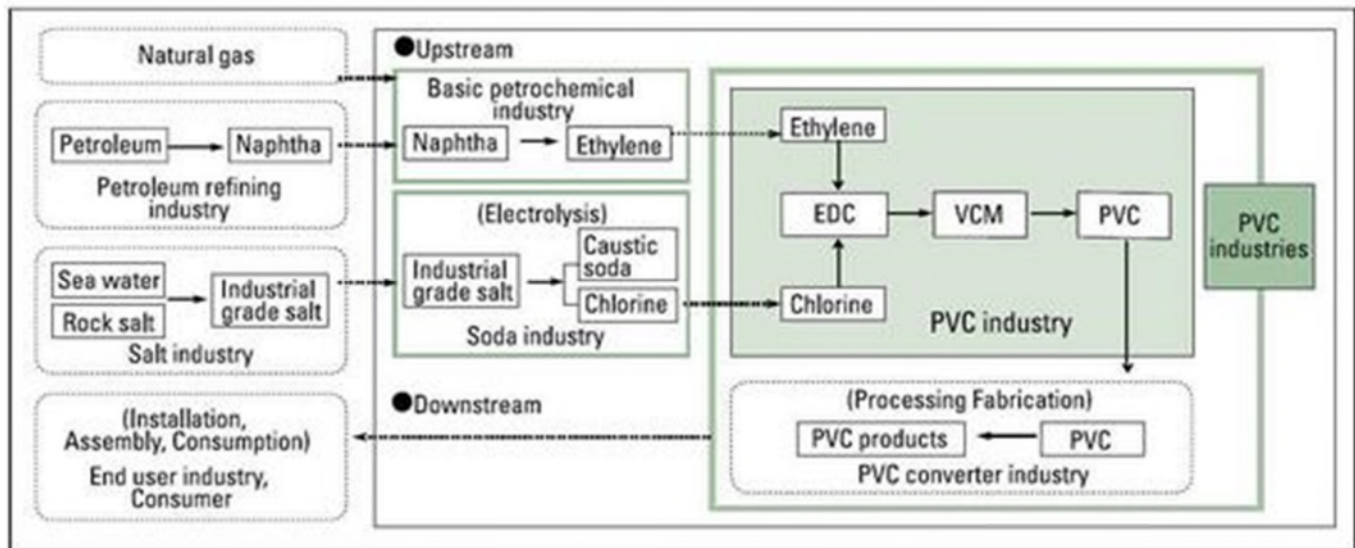 Natural gas
Petroleum
Naphtha
Petroleum refining
industry
Sea water
Rock salt
Industrial
grade salt
Salt industry
(Installation,
Assembly, Consumption)
End user industry,
Consumer
●Upstream
Basic petrochemical
industry
Naphtha
Ethylene
(Electrolysis)
Industrial
grade salt
Caustic
soda
Chlorine
Soda industry
●Downstream
Ethylene
EDC
VCM
PVC
Chlorine
PVC industry
(Processing Fabrication)
PVC products
PVC
PVC converter industry
PVC
industries